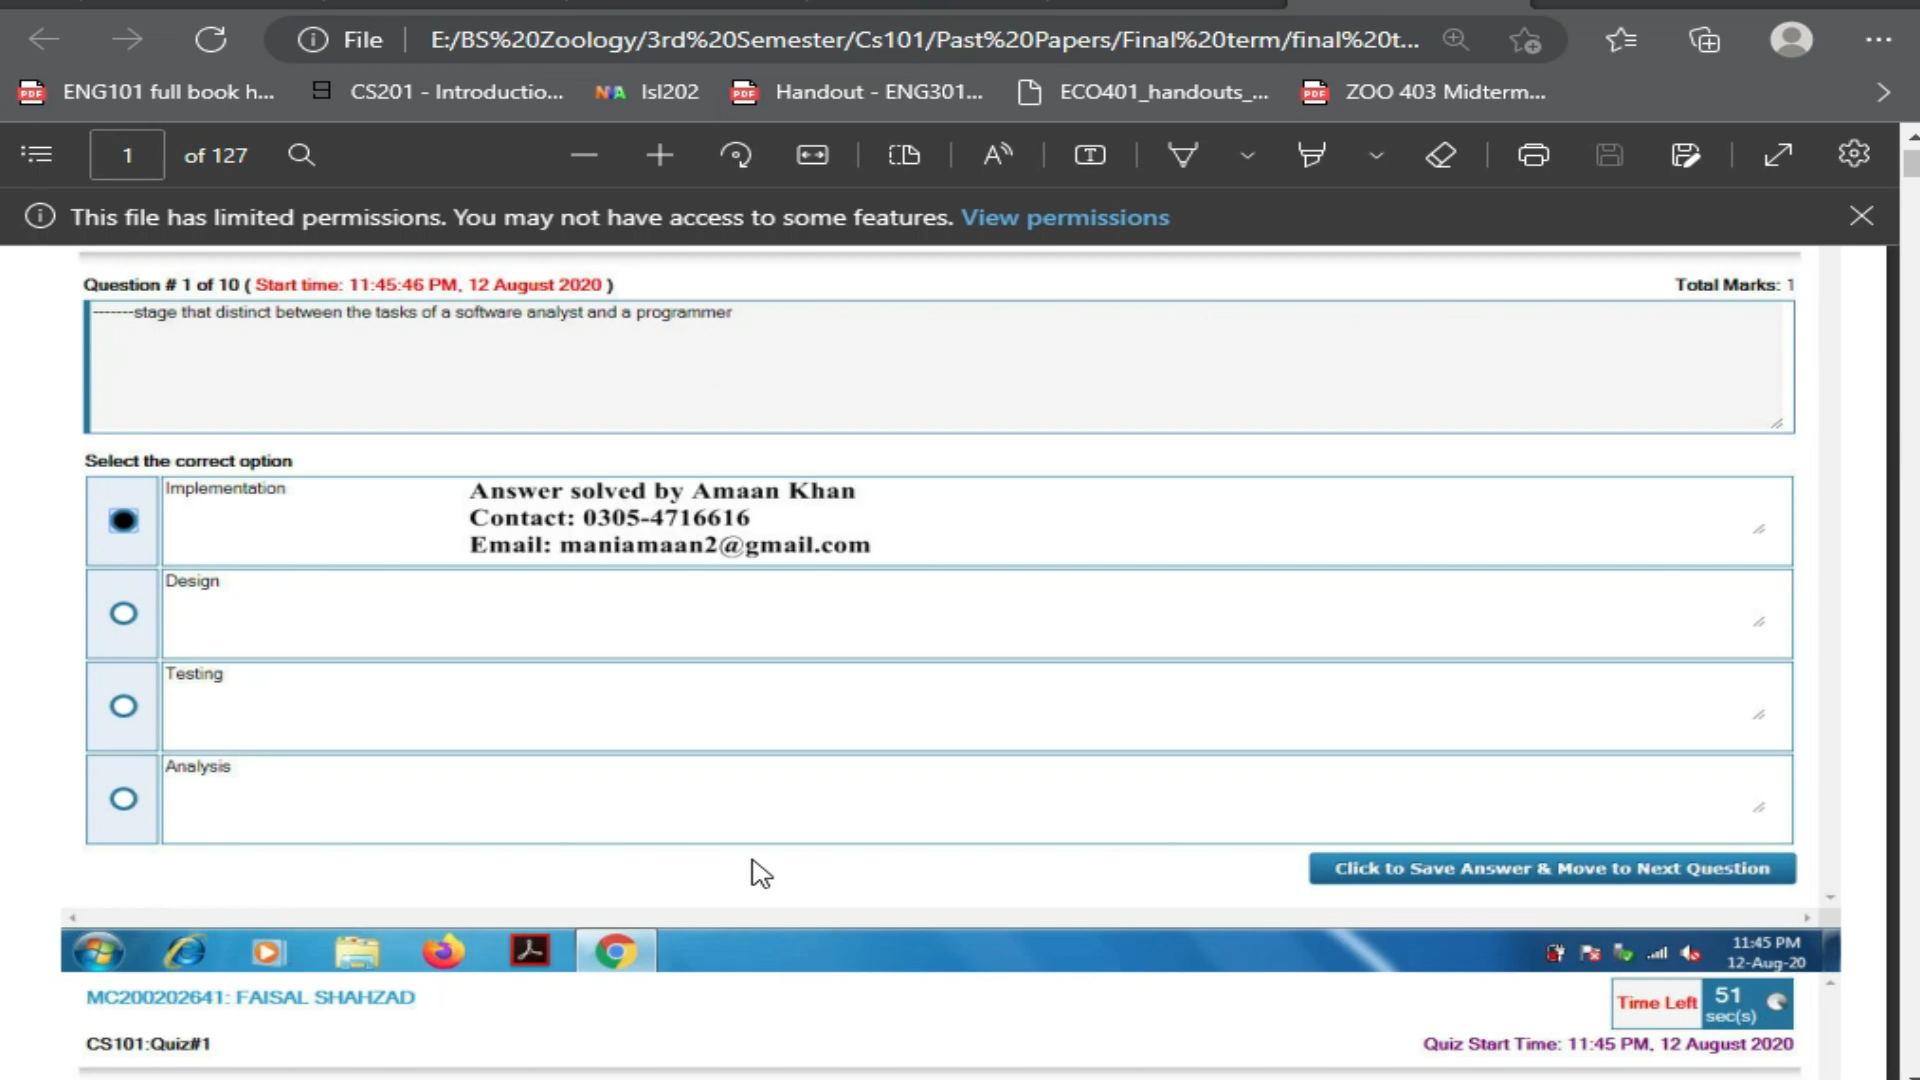 File
E:/BS%20Zoology/3rd%20Semester/Cs101/Past%20Papers/Final%20term/final%20t...
ENG101 full book h...
CS201 - Introductio...
Isl202
Handout - ENG301...
ECO401_handouts_...
ZOO 403 Midterm...
1 of 127
This file has limited permissions. You may not have access to some features. View permissions
Question # 1 of 10 ( Start time: 11:45:46 PM, 12 August 2020 )
Total Marks: 1
-------stage that distinct between the tasks of a software analyst and a programmer
Select the correct option
Implementation
Answer solved by Amaan Khan
Contact: 0305-4716616
Email: maniamaan2@gmail.com
Design
Testing
Analysis
Click to Save Answer & Move to Next Question
11:45 PM
12-Aug-20
MC200202641: FAISAL SHAHZAD
Time Left 51
sec(s)
CS101:Quiz#1
Quiz Start Time: 11:45 PM, 12 August 2020